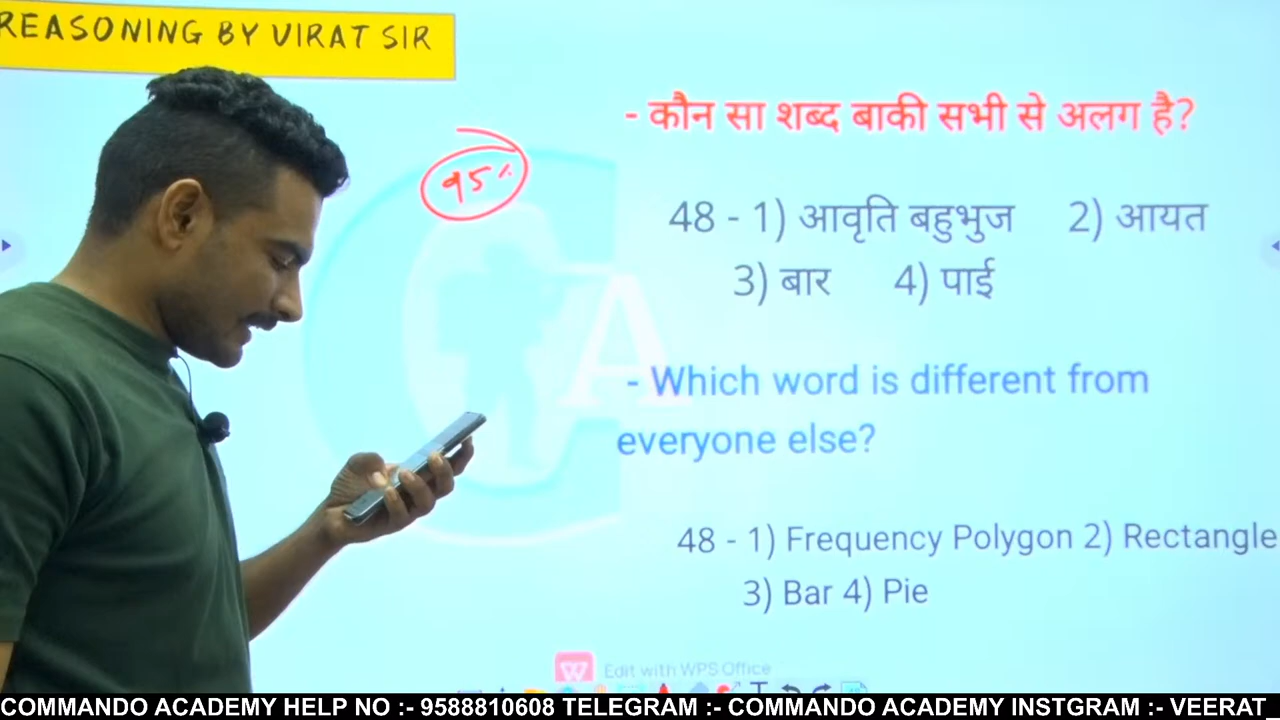 REASONING BY VIRAT SIR
95%
- कौन सा शब्द बाकी सभी से अलग है?
48 - 1) आवृति बहुभुज 2) आयत
3) बार 4) पाई
A
- Which word is different from
everyone else?
48 - 1) Frequency Polygon 2) Rectangle
3) Bar 4) Pie
W Edit with WPS Office
COMMANDO ACADEMY HELP NO :- 9588810608 TELEGRAM :- COMMANDO ACADEMY INSTGRAM :- VEERAT